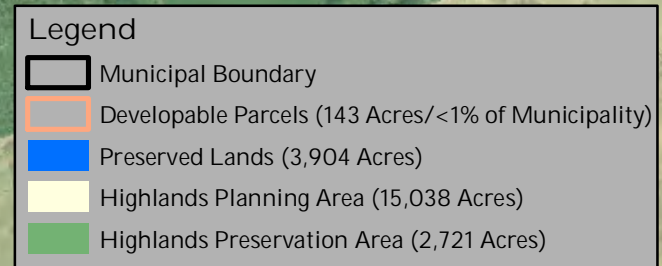 Legend
Municipal Boundary
Developable Parcels (143 Acres/<1% of Municipality)
Preserved Lands (3,904 Acres)
Highlands Planning Area (15,038 Acres)
Highlands Preservation Area (2,721 Acres)